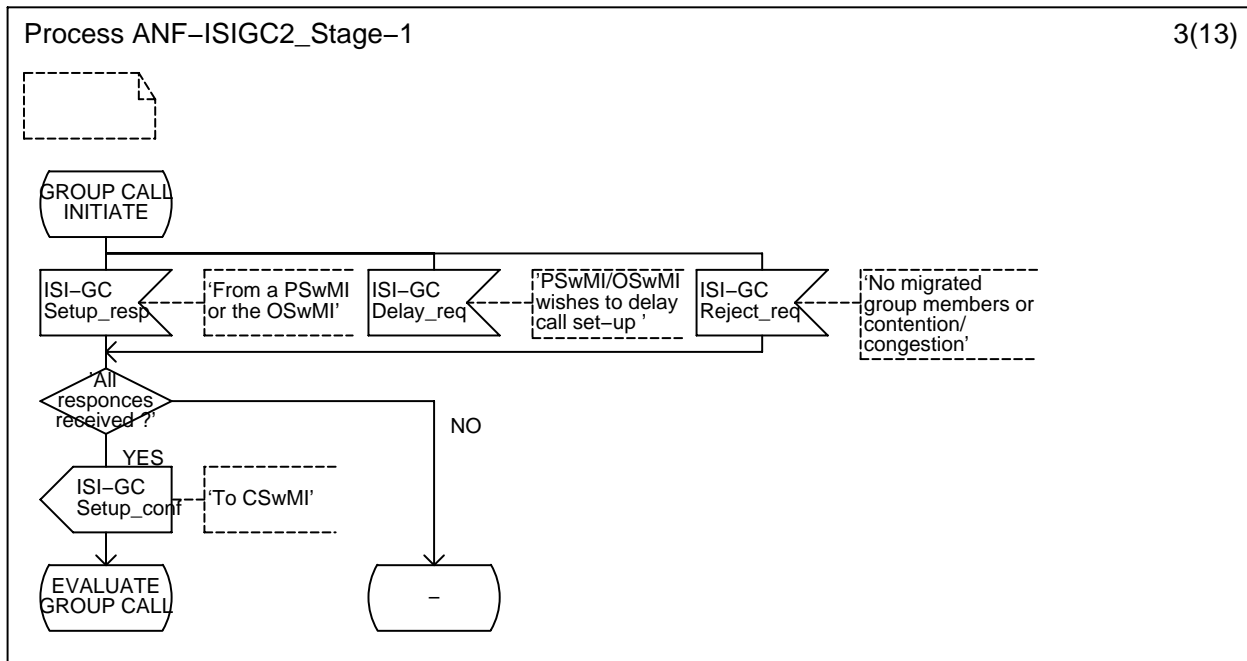 Process ANF−ISIGC2_Stage−1
3(13)
GROUP CALL
INITIATE
ISI−GC
Setup_resp
‘From a PSwMI
or the OSwMI’
ISI−GC
Delay_req
‘PSwMI/OSwMI
wishes to delay
call set−up ’
ISI−GC
Reject_req
‘No migrated
group members or
contention/
congestion’
‘All
responces
received ?’
NO
YES
ISI−GC
Setup_conf
‘To CSwMI’
EVALUATE
GROUP CALL
−